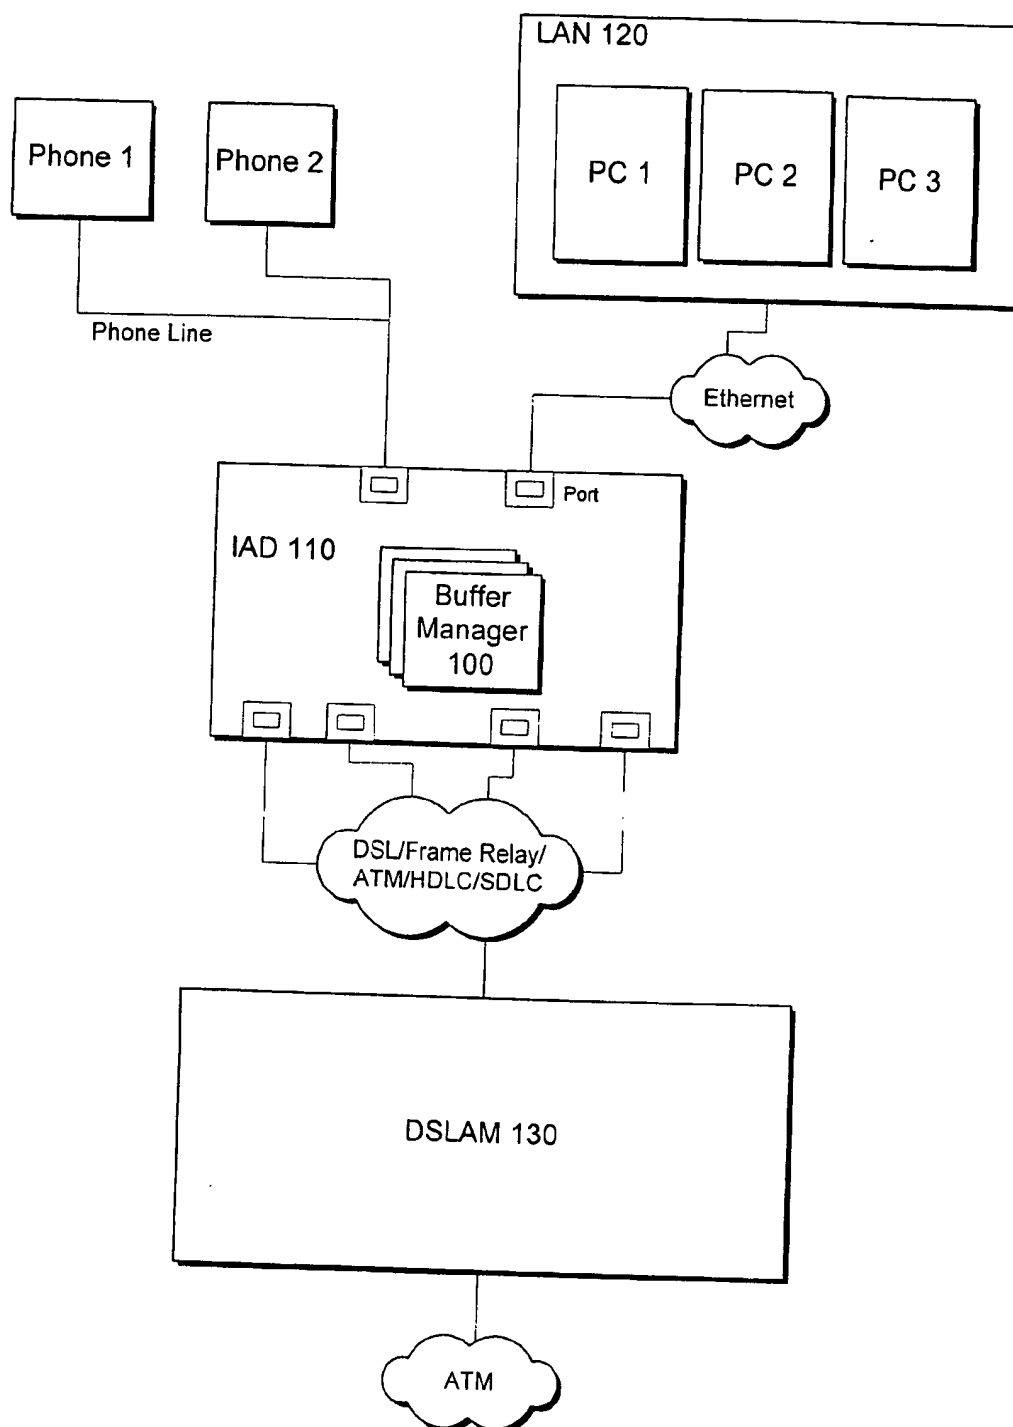 LAN 120
Phone 1
Phone 2
PC 1
PC 2
PC 3
Phone Line
Ethernet
Port
IAD 110
Buffer
Manager
100
DSL/Frame Relay/
ATM/HDLC/SDLC
DSLAM 130
ATM